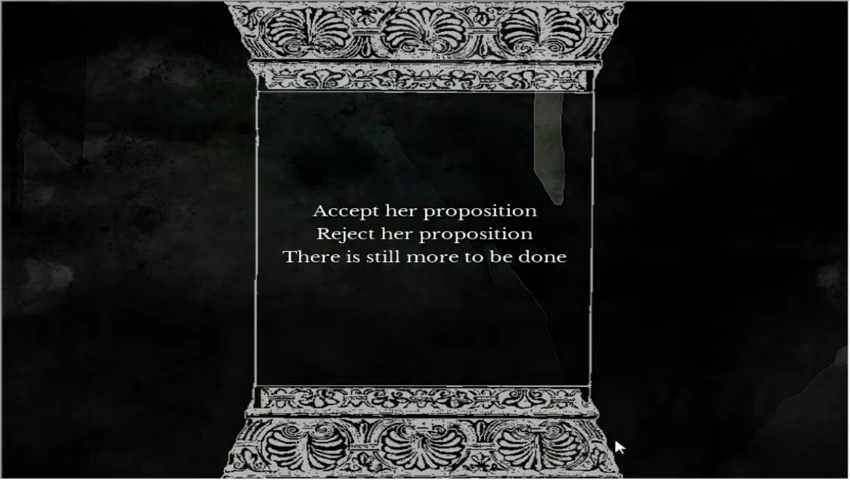 Accept her proposition
Reject her proposition
There is still more to be done